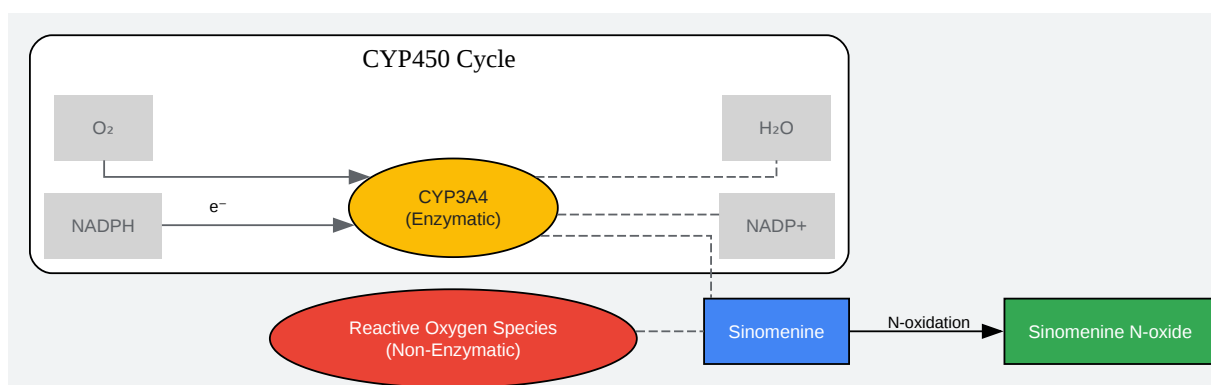 CYP450 Cycle
O₂
H₂O
CYP3A4
(Enzymatic)
NADPH
e⁻
NADP+
Reactive Oxygen Species
(Non-Enzymatic)
Sinomenine
N-oxidation
Sinomenine N-oxide